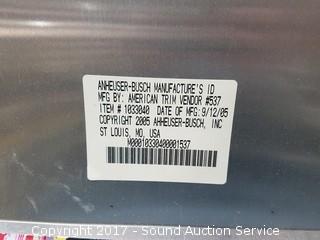 ANHEUSER-BUSCH MANUFACTURE'S ID
MFG BY: AMERICAN TRIM VENDOR #537
ITEM # 1033040 DATE OF MFG: 9/12/05
COPYRIGHT 2005 ANHEUSER-BUSCH, INC
ST LOUIS, MO, USA
M00010330400001537
Copyright 2017 - Sound Auction Service